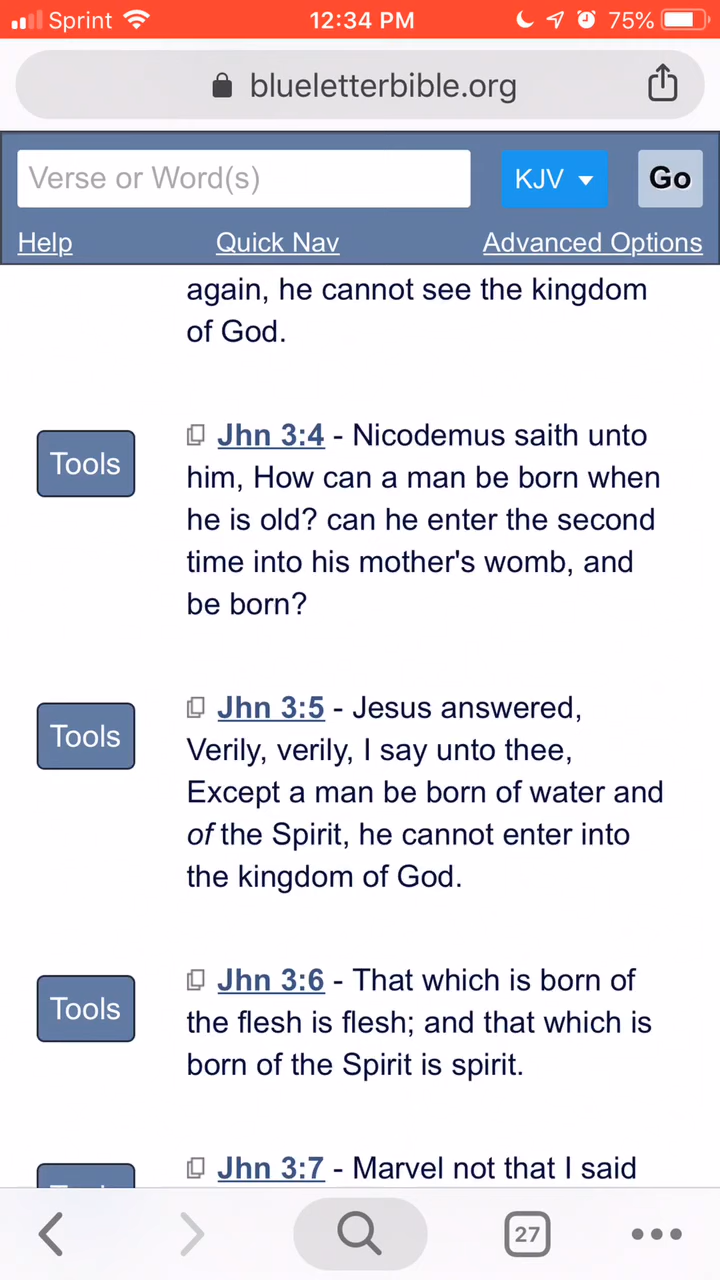 Sprint 12:34 PM 75%
blueletterbible.org
Verse or Word(s) KJV Go
Help Quick Nav Advanced Options
again, he cannot see the kingdom
of God.
Tools
Jhn 3:4 - Nicodemus saith unto
him, How can a man be born when
he is old? can he enter the second
time into his mother's womb, and
be born?
Tools
Jhn 3:5 - Jesus answered,
Verily, verily, I say unto thee,
Except a man be born of water and
of the Spirit, he cannot enter into
the kingdom of God.
Tools
Jhn 3:6 - That which is born of
the flesh is flesh; and that which is
born of the Spirit is spirit.
Jhn 3:7 - Marvel not that I said
27